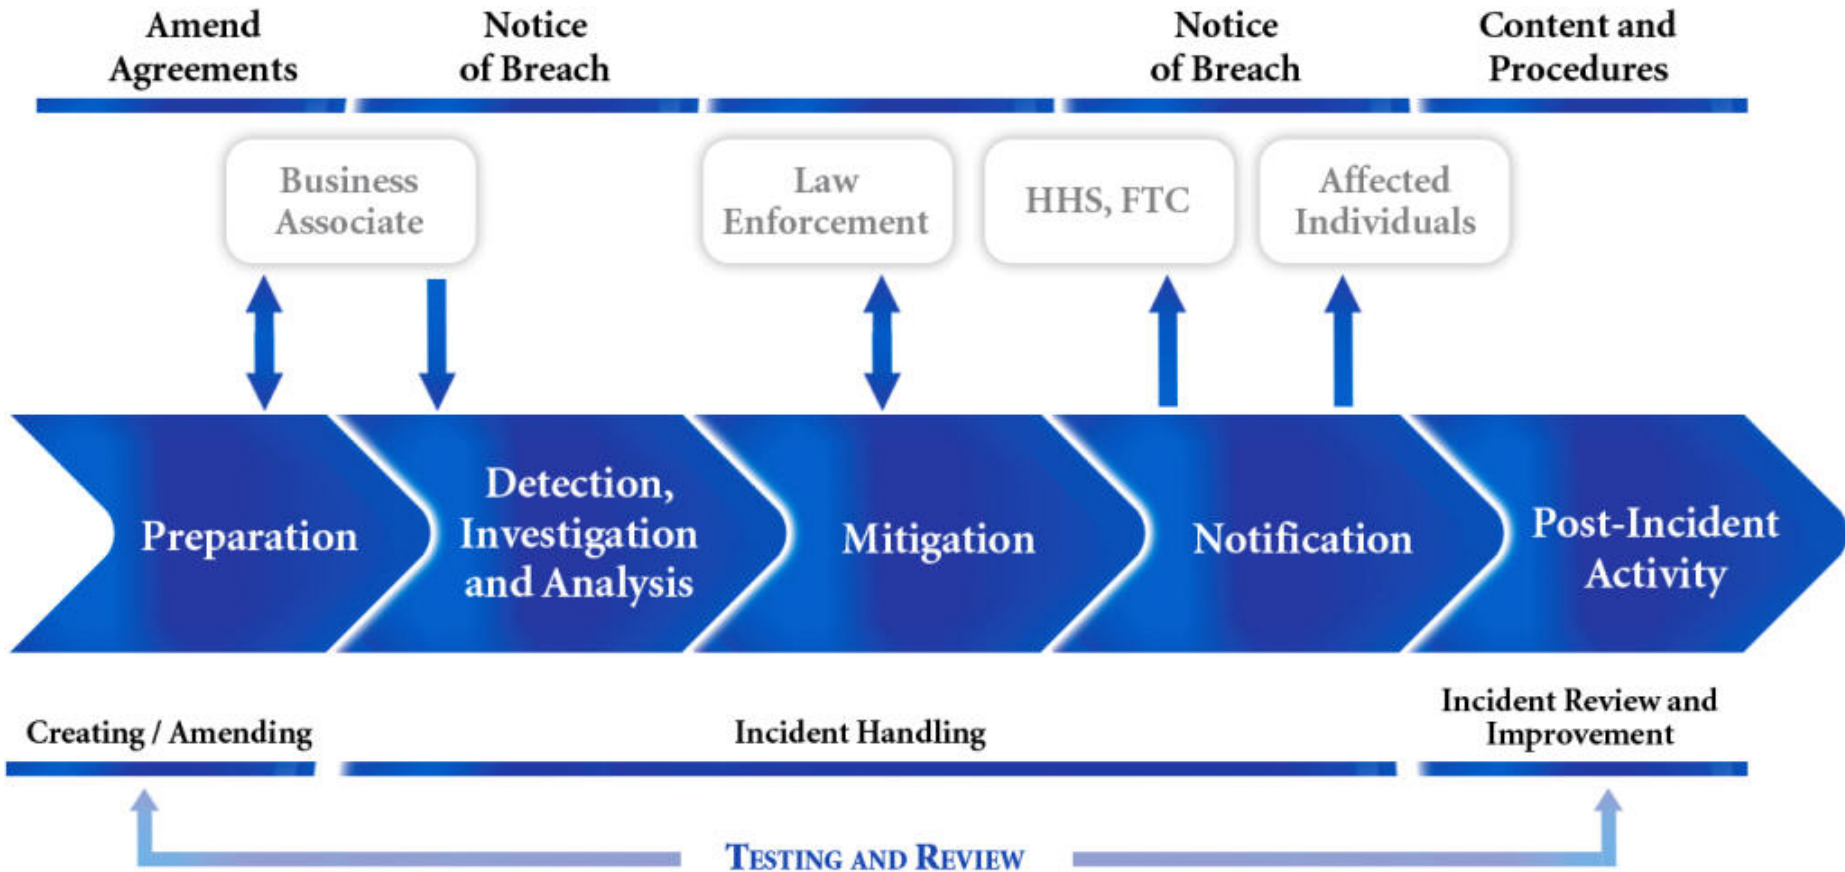 Amend
Agreements
Notice
of Breach
Notice
of Breach
Content and
Procedures
Business
Associate
Law
Enforcement
HHS, FTC
Affected
Individuals
Preparation
Detection,
Investigation
and Analysis
Mitigation
Notification
Post-Incident
Activity
Creating / Amending
Incident Handling
Incident Review and
Improvement
TESTING AND REVIEW